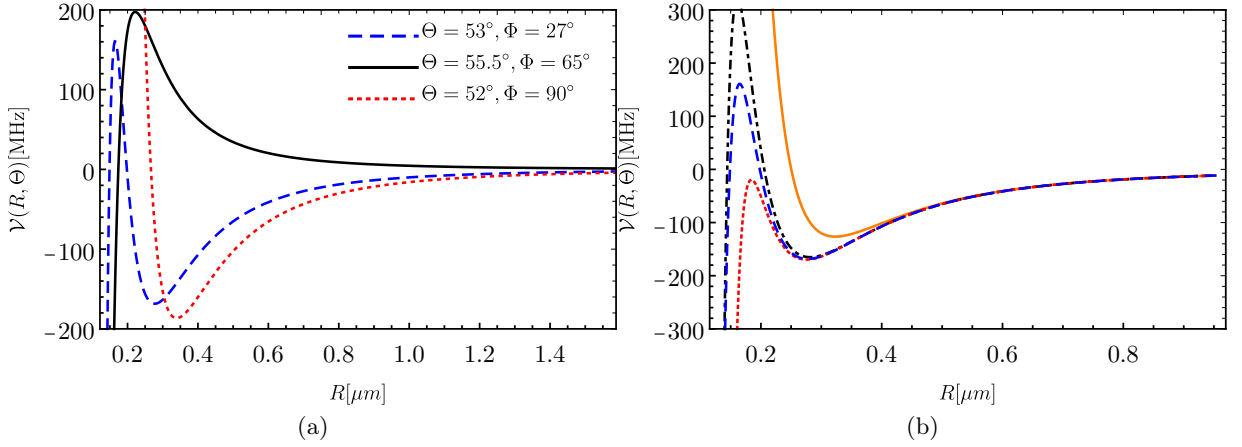 200
100
0
−100
−200
0.2 0.4 0.6 0.8 1.0 1.2 1.4
𝒱(R, Θ)[MHz]
R[μm]
Θ = 53°, Φ = 27°
Θ = 55.5°, Φ = 65°
Θ = 52°, Φ = 90°
(a)
300
200
100
0
−100
−200
−300
0.2 0.4 0.6 0.8
𝒱(R, Θ)[MHz]
R[μm]
(b)